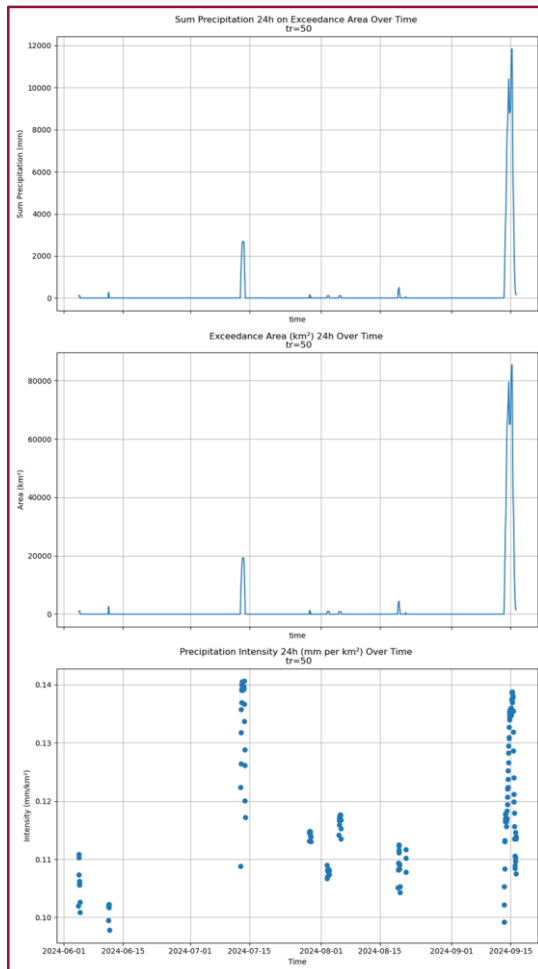 Sum Precipitation 24h on Exceedance Area Over Time
tr=50
12000
10000
8000
6000
4000
2000
0
Sum Precipitation (mm)
time
Exceedance Area (km²) 24h Over Time
tr=50
80000
60000
40000
20000
0
Area (km²)
time
Precipitation Intensity 24h (mm per km²) Over Time
tr=50
0.14
0.13
0.12
0.11
0.10
Intensity (mm/km²)
2024-06-01 2024-06-15 2024-07-01 2024-07-15 2024-08-01 2024-08-15 2024-09-01 2024-09-15
Time